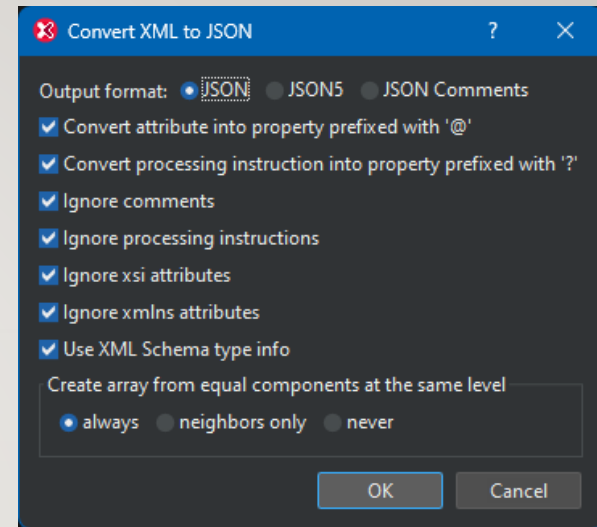 Convert XML to JSON ?
Output format: JSON JSON5 JSON Comments
Convert attribute into property prefixed with '@'
Convert processing instruction into property prefixed with '?'
Ignore comments
Ignore processing instructions
Ignore xsi attributes
Ignore xmlns attributes
Use XML Schema type info
Create array from equal components at the same level
always neighbors only never
OK Cancel